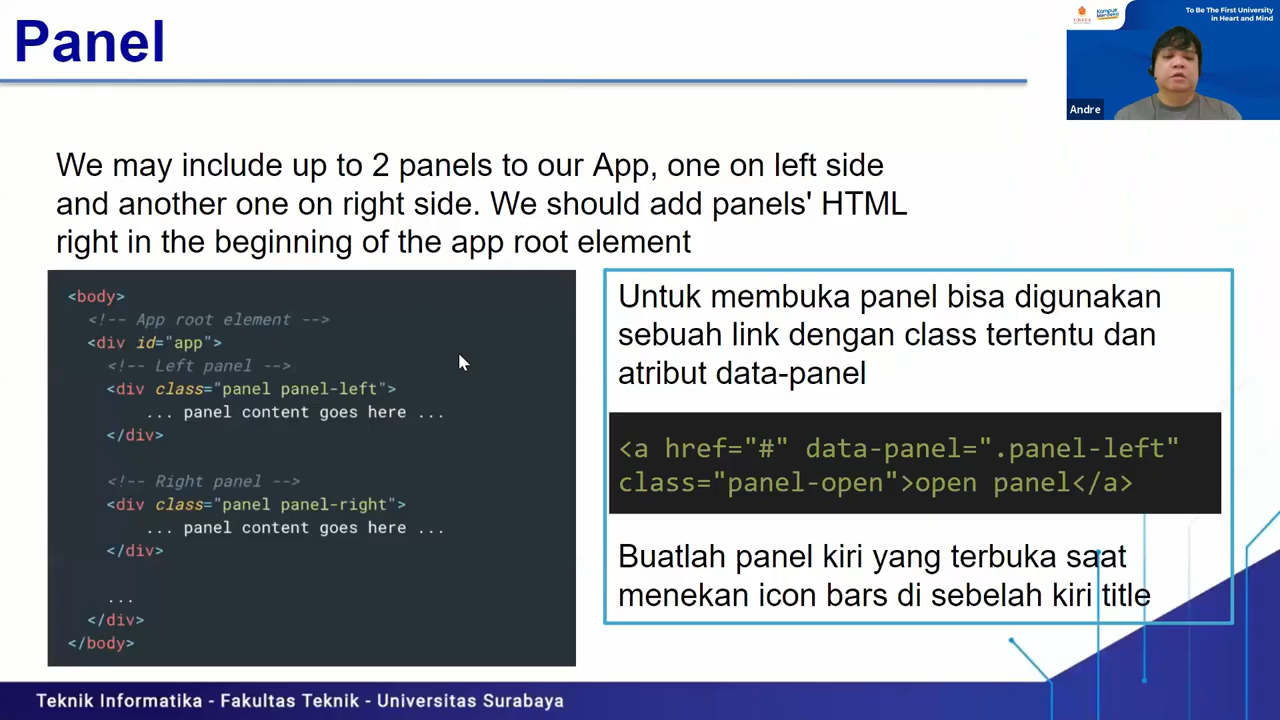 Panel
To Be The First University
in Heart and Mind
UBAYA
Kampus
Merdeka
Andre
We may include up to 2 panels to our App, one on left side
and another one on right side. We should add panels' HTML
right in the beginning of the app root element
<body>
<!-- App root element -->
<div id="app">
<!-- Left panel -->
<div class="panel panel-left">
... panel content goes here ...
</div>
<!-- Right panel -->
<div class="panel panel-right">
... panel content goes here ...
</div>
...
</div>
</body>
Untuk membuka panel bisa digunakan
sebuah link dengan class tertentu dan
atribut data-panel
<a href="#" data-panel=".panel-left"
class="panel-open">open panel</a>
Buatlah panel kiri yang terbuka saat
menekan icon bars di sebelah kiri title
Teknik Informatika - Fakultas Teknik - Universitas Surabaya